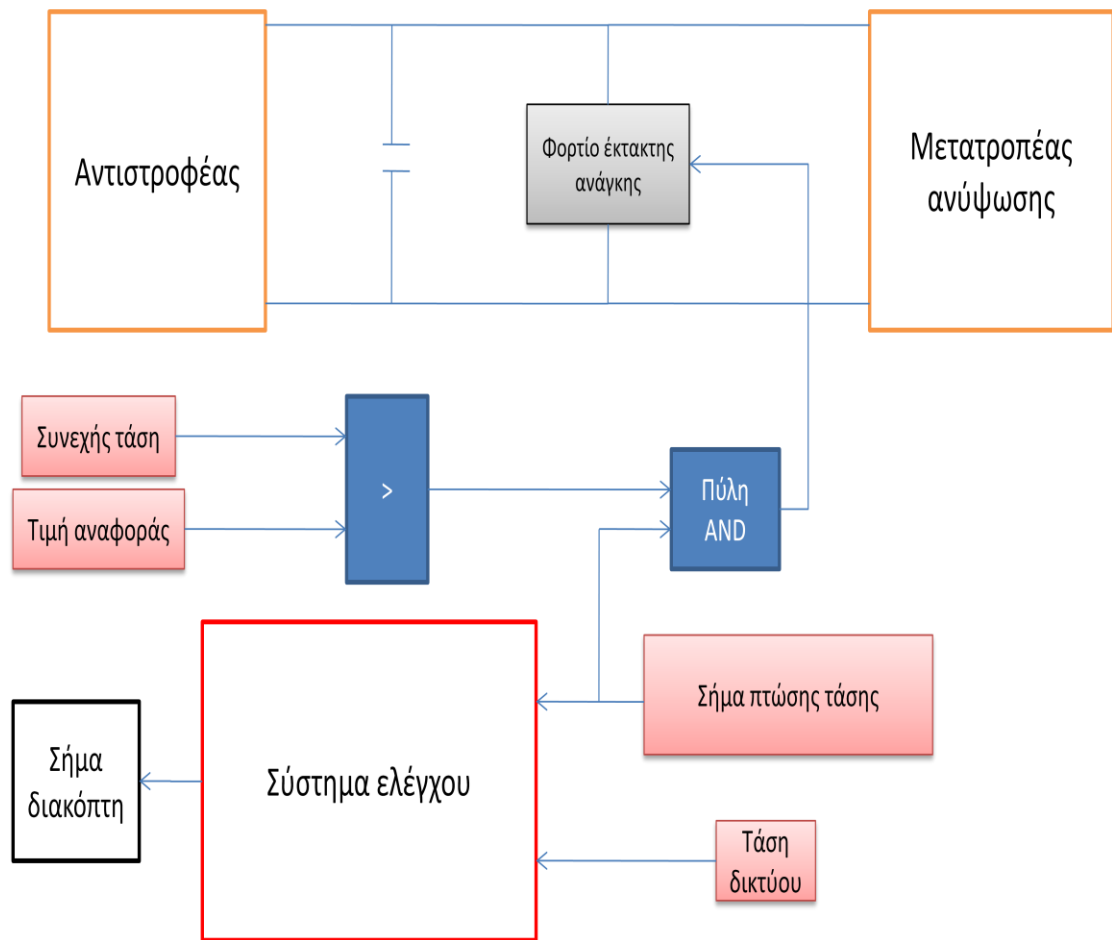 Αντιστροφέας
Φορτίο έκτακτης
ανάγκης
Μετατροπέας
ανύψωσης
Συνεχής τάση
Τιμή αναφοράς
>
Πύλη
AND
Σήμα πτώσης τάσης
Σήμα
διακόπτη
Σύστημα ελέγχου
Τάση
δικτύου